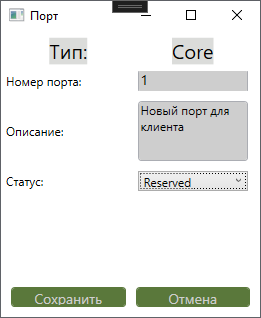 Порт
Тип: Core
Номер порта: 1
Описание: Новый порт для
клиента
Статус: Reserved
Сохранить Отмена